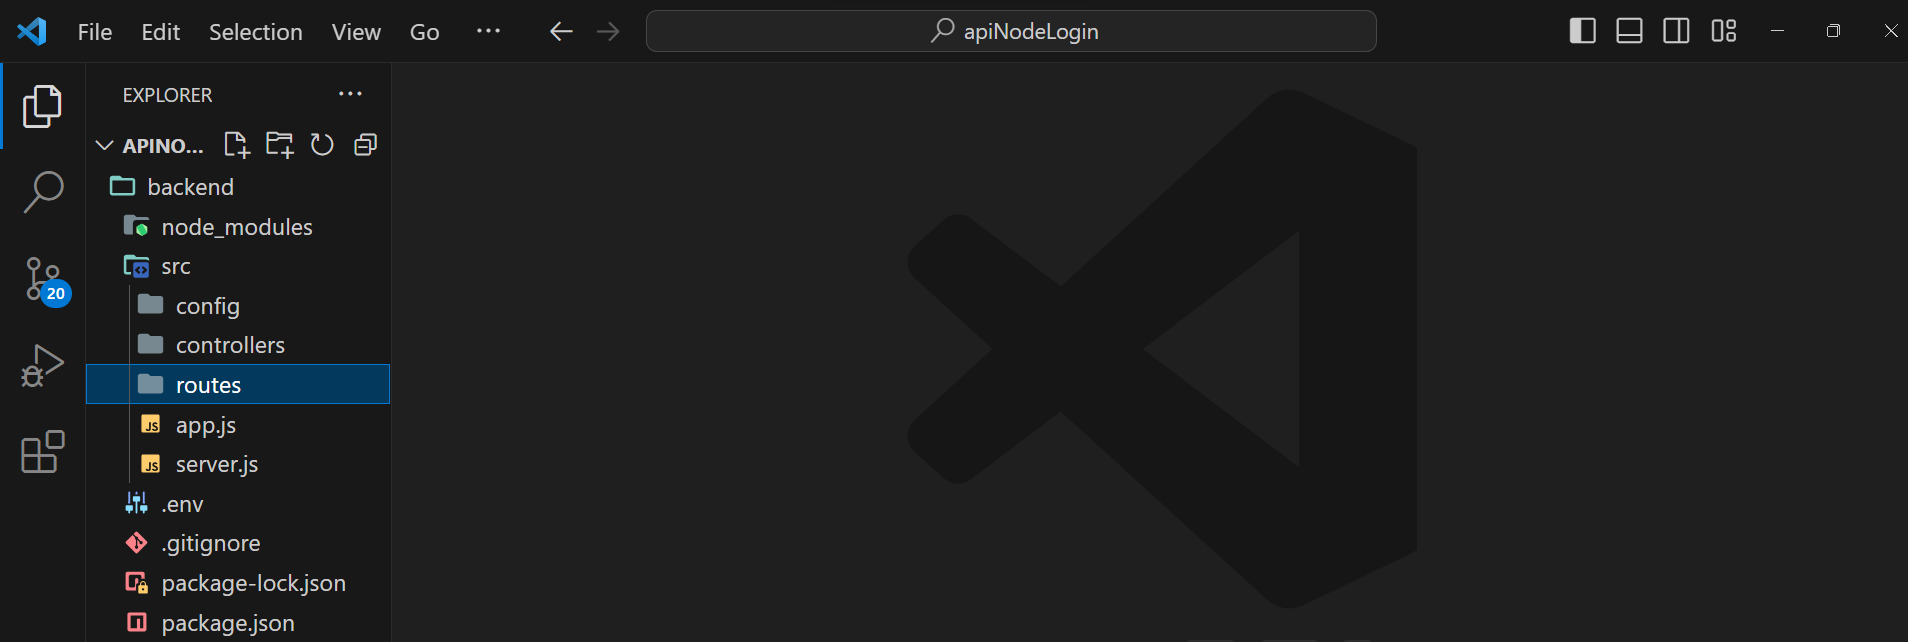 File Edit Selection View Go ··· apiNodeLogin
EXPLORER ···
APINO...
backend
node_modules
src
config
controllers
routes
JS app.js
JS server.js
.env
.gitignore
package-lock.json
package.json
20